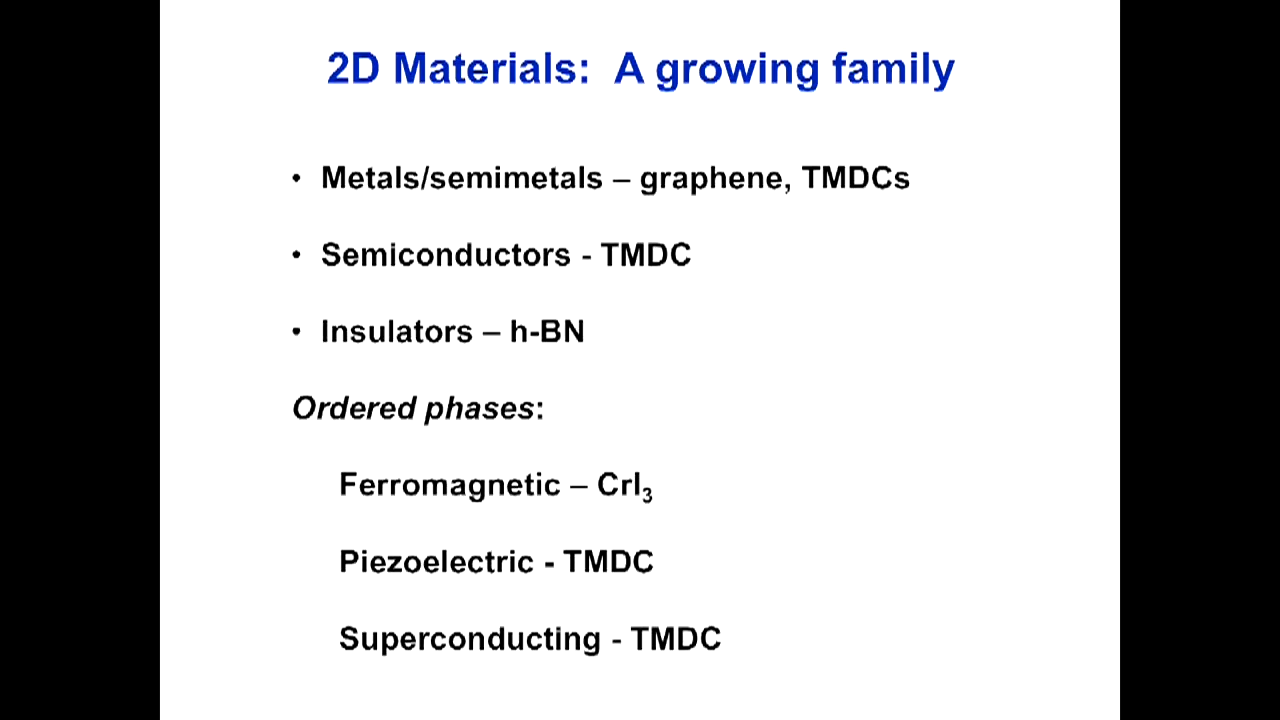 2D Materials: A growing family
• Metals/semimetals – graphene, TMDCs
• Semiconductors - TMDC
• Insulators – h-BN
Ordered phases:
Ferromagnetic – CrI₃
Piezoelectric - TMDC
Superconducting - TMDC